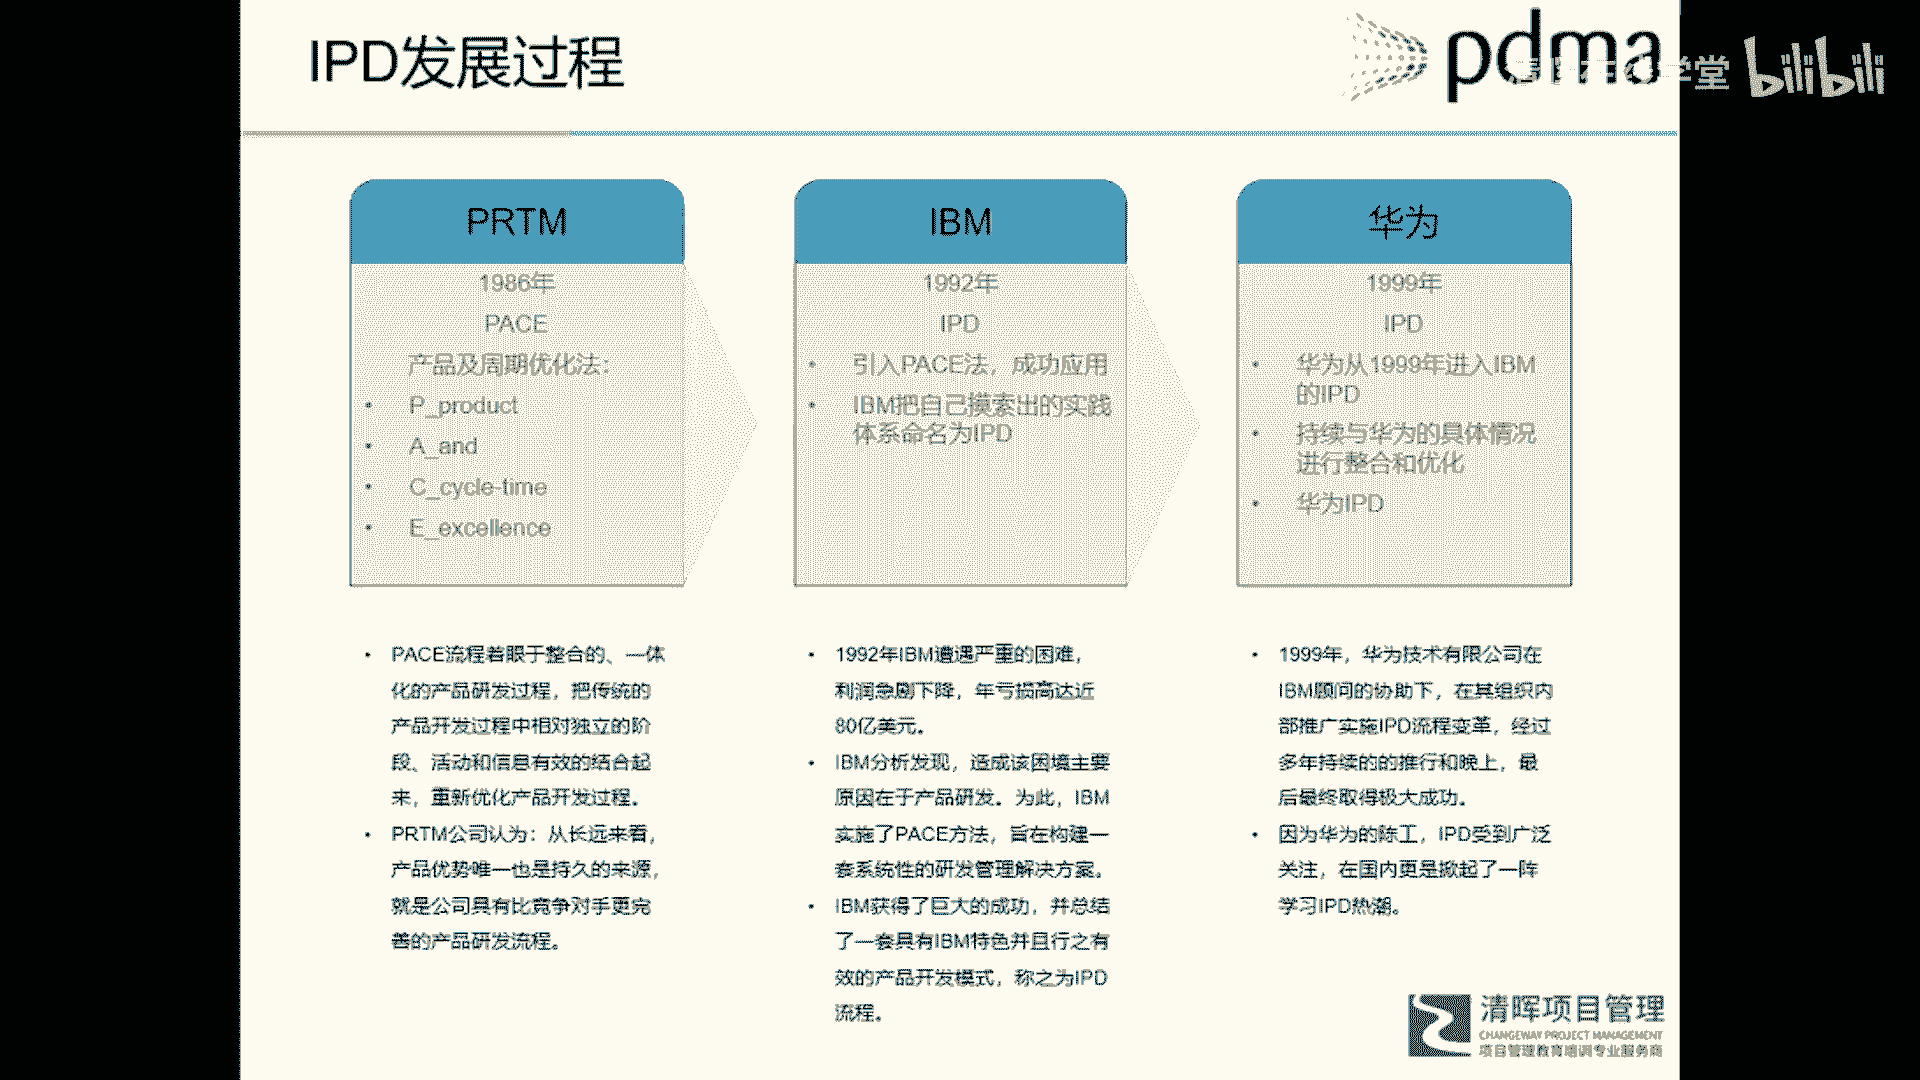 IPD发展过程
pdma
学堂 bilibili
PRTM
1986年
PACE
产品及周期优化法：
• P_product
• A_and
• C_cycle-time
• E_excellence
IBM
1992年
IPD
• 引入PACE法，成功应用
• IBM把自己摸索出的实践
体系命名为IPD
华为
1999年
IPD
• 华为从1999年进入IBM
的IPD
• 持续与华为的具体情况
进行整合和优化
• 华为IPD
• PACE流程着眼于整合的、一体
化的产品研发过程，把传统的
产品开发过程中相对独立的阶
段、活动和信息有效的结合起
来，重新优化产品开发过程。
• PRTM公司认为：从长远来看，
产品优势唯一也是持久的来源，
就是公司具有比竞争对手更完
善的产品研发流程。
• 1992年IBM遭遇严重的困难，
利润急剧下降，年亏损高达近
80亿美元。
• IBM分析发现，造成该困境主要
原因在于产品研发。为此，IBM
实施了PACE方法，旨在构建一
套系统性的研发管理解决方案。
• IBM获得了巨大的成功，并总结
了一套具有IBM特色并且行之有
效的产品开发模式，称之为IPD
流程。
• 1999年，华为技术有限公司在
IBM顾问的协助下，在其组织内
部推广实施IPD流程变革，经过
多年持续的的推行和晚上，最
后最终取得极大成功。
• 因为华为的陈工，IPD受到广泛
关注，在国内更是掀起了一阵
学习IPD热潮。
清晖项目管理
CHANGEWAY PROJECT MANAGEMENT
项目管理教育培训专业服务商